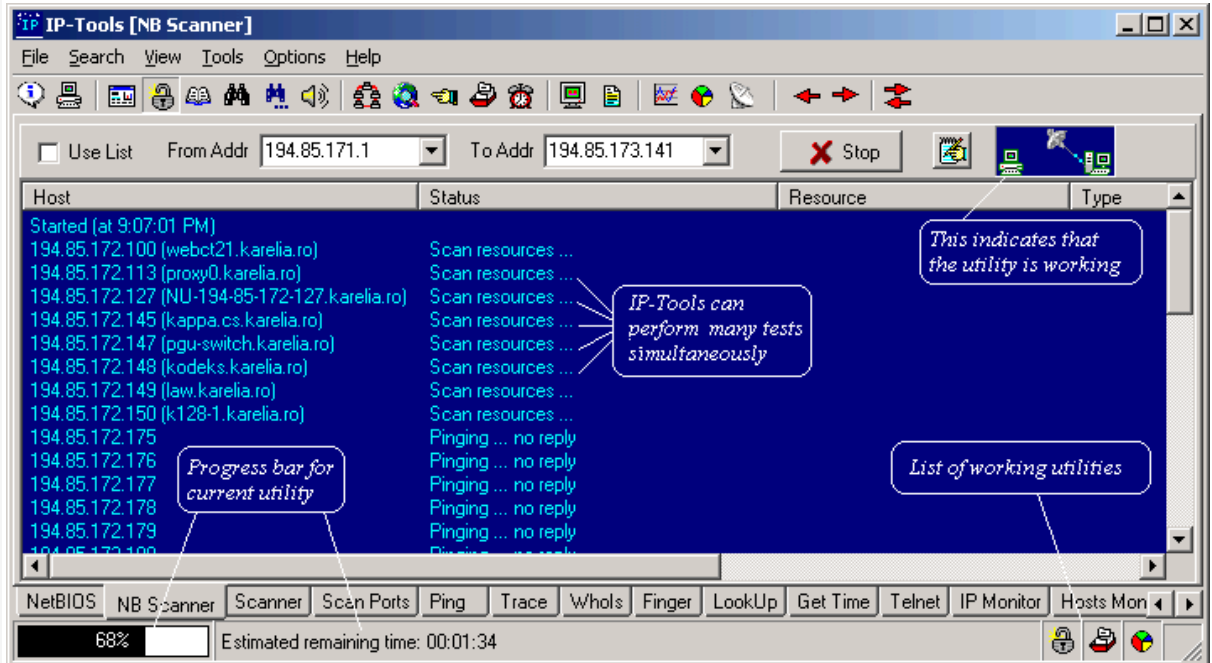 IP-Tools [NB Scanner]
File Search View Tools Options Help
Use List From Addr 194.85.171.1 To Addr 194.85.173.141 Stop
Host Status Resource Type
Started (at 9:07:01 PM)
194.85.172.100 (webct21.karelia.ro) Scan resources ...
194.85.172.113 (proxy0.karelia.ro) Scan resources ...
194.85.172.127 (NU-194-85-172-127.karelia.ro) Scan resources ...
194.85.172.145 (kappa.cs.karelia.ro) Scan resources ...
194.85.172.147 (pgu-switch.karelia.ro) Scan resources ...
194.85.172.148 (kodeks.karelia.ro) Scan resources ...
194.85.172.149 (law.karelia.ro) Scan resources ...
194.85.172.150 (k128-1.karelia.ro) Scan resources ...
194.85.172.175 Pinging ... no reply
194.85.172.176 Pinging ... no reply
194.85.172.177 Pinging ... no reply
194.85.172.178 Pinging ... no reply
194.85.172.179 Pinging ... no reply
This indicates that
the utility is working
IP-Tools can
perform many tests
simultaneously
Progress bar for
current utility
List of working utilities
NetBIOS NB Scanner Scanner Scan Ports Ping Trace WhoIs Finger LookUp Get Time Telnet IP Monitor Hosts Mon
68% Estimated remaining time: 00:01:34